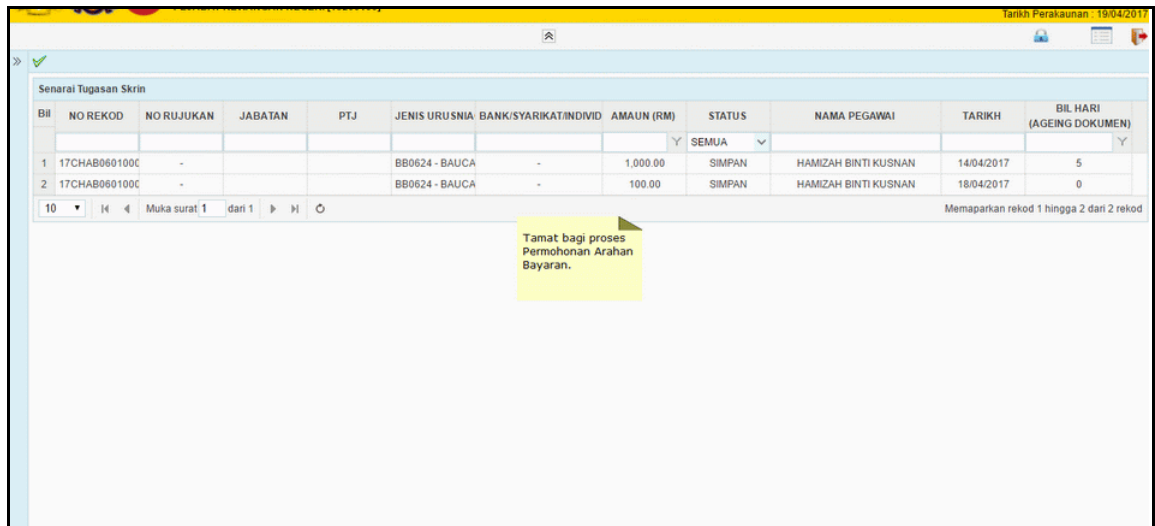 Tarikh Perakaunan : 19/04/2017
Senarai Tugasan Skrin
Bil NO REKOD NO RUJUKAN JABATAN PTJ JENIS URUSNIA BANK/SYARIKAT/INDIVID AMAUN (RM) STATUS NAMA PEGAWAI TARIKH BIL HARI
(AGEING DOKUMEN)
SEMUA
1 17CHAB0601000 - BB0624 - BAUCA - 1,000.00 SIMPAN HAMIZAH BINTI KUSNAN 14/04/2017 5
2 17CHAB0601000 - BB0624 - BAUCA - 100.00 SIMPAN HAMIZAH BINTI KUSNAN 18/04/2017 0
10 Muka surat 1 dari 1 Memaparkan rekod 1 hingga 2 dari 2 rekod
Tamat bagi proses
Permohonan Arahan
Bayaran.